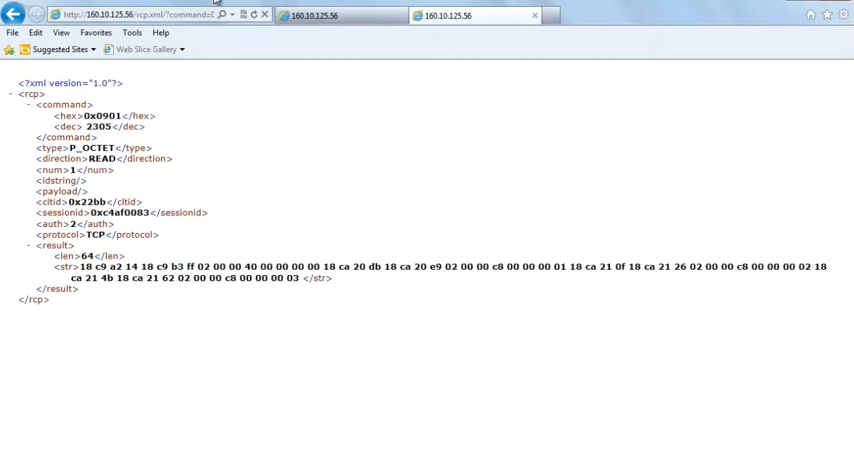 http://160.10.125.56/rcp.xml/?command=0
160.10.125.56
160.10.125.56
File Edit View Favorites Tools Help
Suggested Sites Web Slice Gallery
<?xml version="1.0"?>
- <rcp>
- <command>
<hex>0x0901</hex>
<dec> 2305</dec>
</command>
<type>P_OCTET</type>
<direction>READ</direction>
<num>1</num>
<idstring/>
<payload/>
<cltid>0x22bb</cltid>
<sessionid>0xc4af0083</sessionid>
<auth>2</auth>
<protocol>TCP</protocol>
- <result>
<len>64</len>
<str>18 c9 a2 14 18 c9 b3 ff 02 00 00 40 00 00 00 00 18 ca 20 db 18 ca 20 e9 02 00 00 c8 00 00 00 01 18 ca 21 0f 18 ca 21 26 02 00 00 c8 00 00 00 02 18
ca 21 4b 18 ca 21 62 02 00 00 c8 00 00 00 03 </str>
</result>
</rcp>